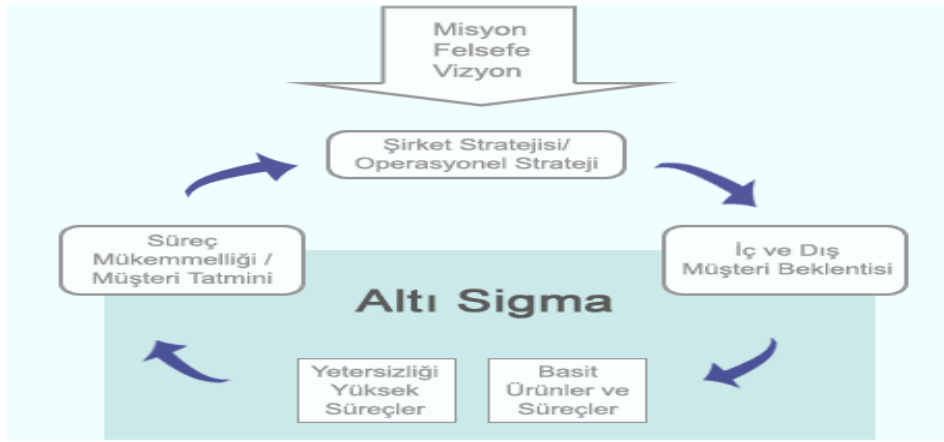 Misyon
Felsefe
Vizyon
Şirket Stratejisi/
Operasyonel Strateji
Süreç
Mükemmelliği /
Müşteri Tatmini
İç ve Dış
Müşteri Beklentisi
Altı Sigma
Yetersizliği
Yüksek
Süreçler
Basit
Ürünler ve
Süreçler